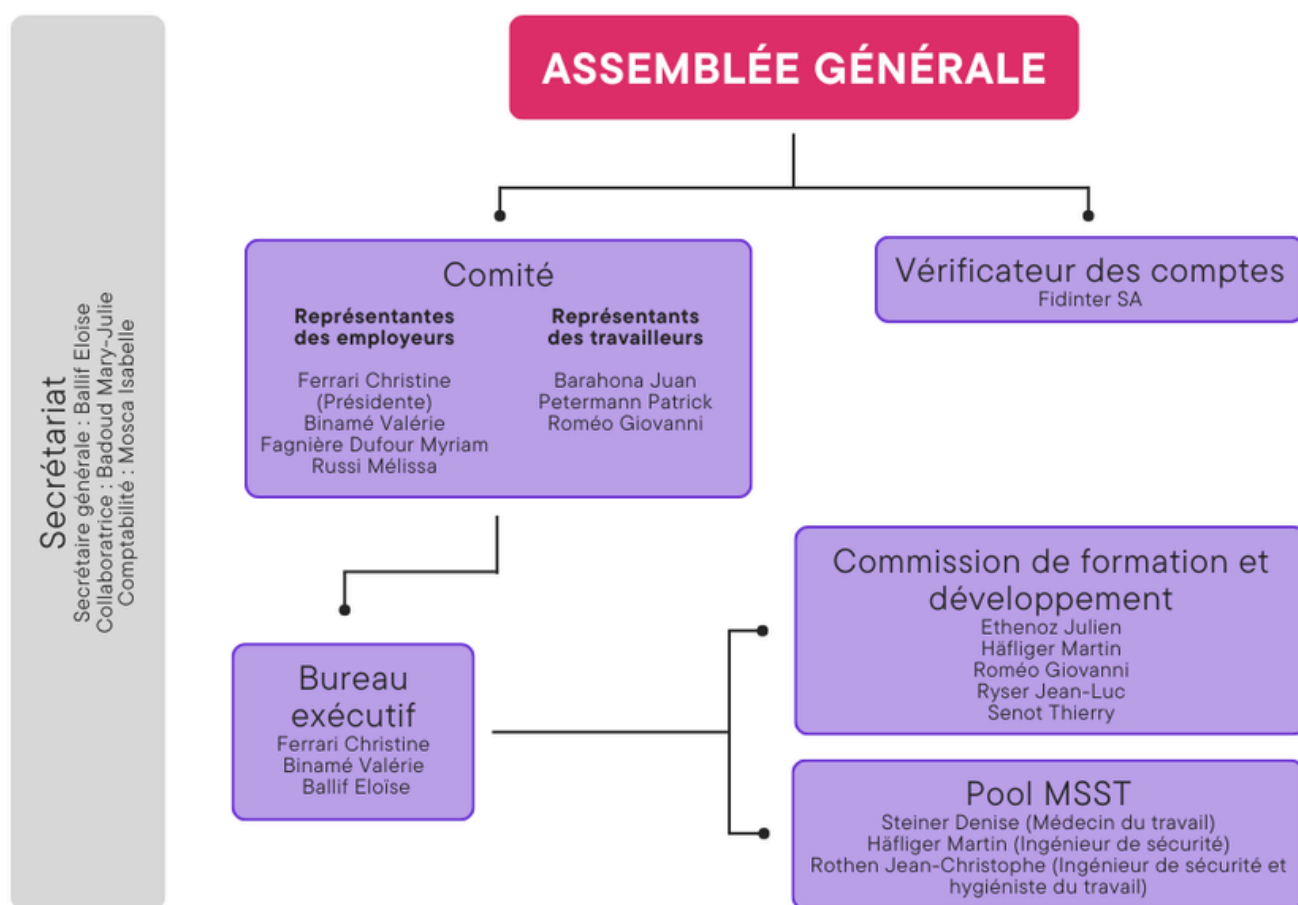 ASSEMBLÉE GÉNÉRALE
Secrétariat
Secrétaire générale : Ballif Eloïse
Collaboratrice : Badoud Mary-Julie
Comptabilité : Mosca Isabelle
Comité
Représentantes
des employeurs
Ferrari Christine
(Présidente)
Binamé Valérie
Fagnière Dufour Myriam
Russi Mélissa
Représentants
des travailleurs
Barahona Juan
Petermann Patrick
Roméo Giovanni
Vérificateur des comptes
Fidinter SA
Bureau
exécutif
Ferrari Christine
Binamé Valérie
Ballif Eloïse
Commission de formation et
développement
Ethenoz Julien
Häfliger Martin
Roméo Giovanni
Ryser Jean-Luc
Senot Thierry
Pool MSST
Steiner Denise (Médecin du travail)
Häfliger Martin (Ingénieur de sécurité)
Rothen Jean-Christophe (Ingénieur de sécurité et
hygiéniste du travail)